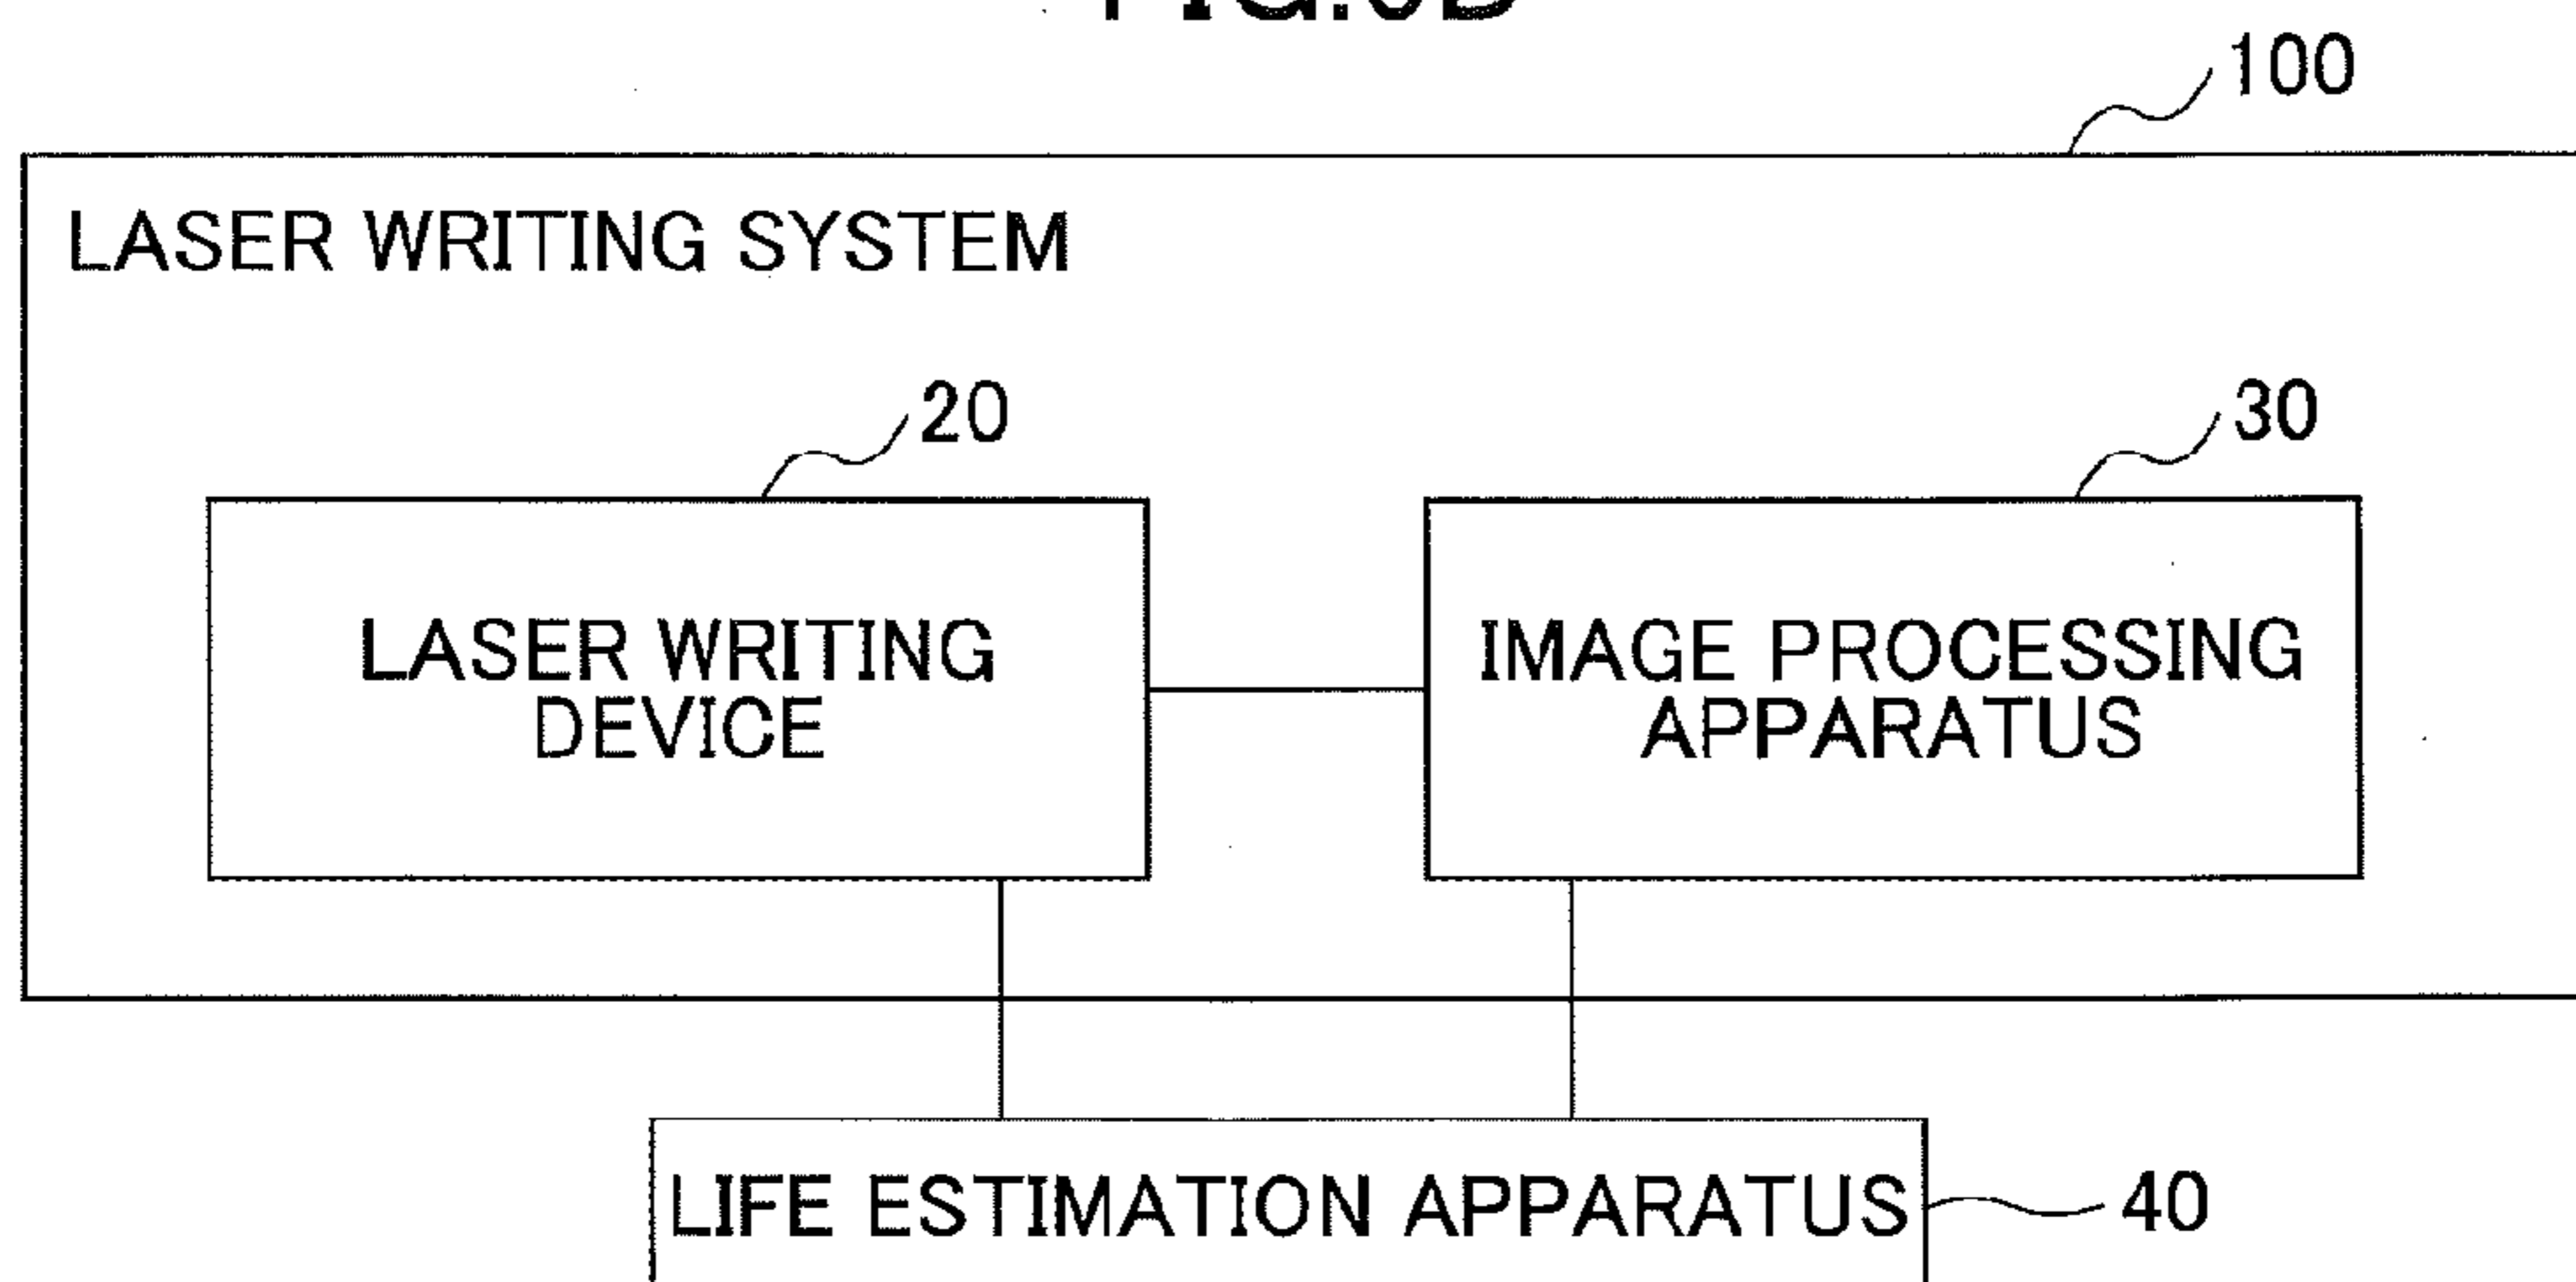 100
LASER WRITING SYSTEM
20
30
LASER WRITING
DEVICE
IMAGE PROCESSING
APPARATUS
LIFE ESTIMATION APPARATUS
40